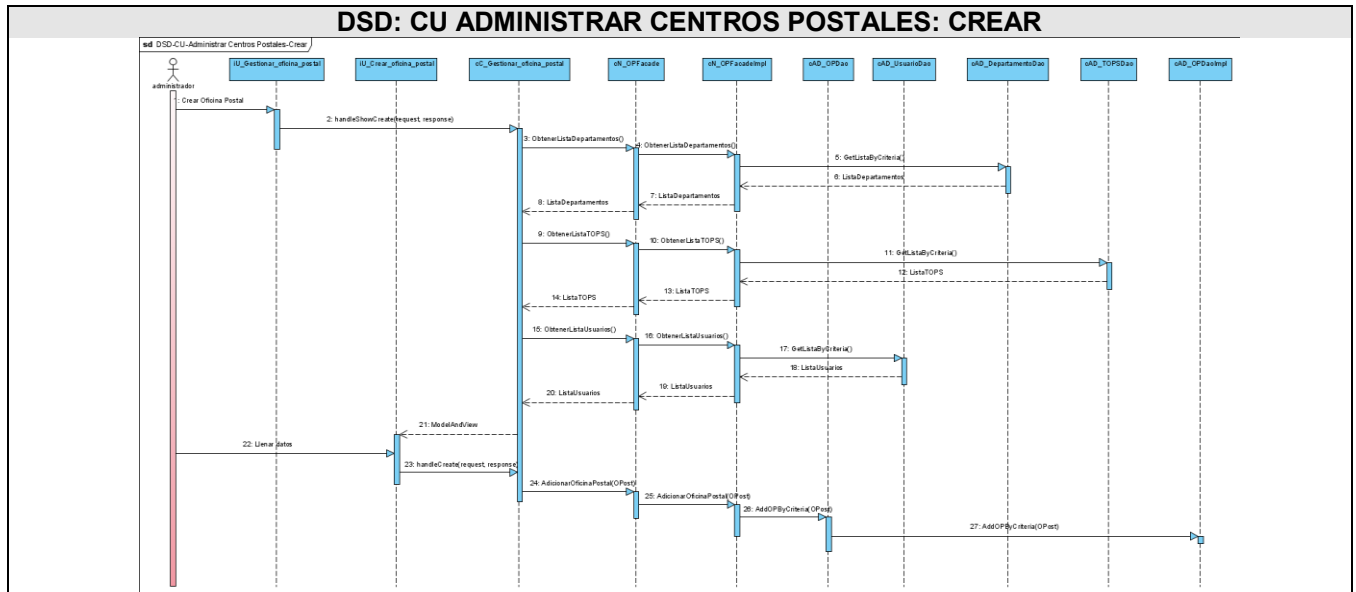 DSD: CU ADMINISTRAR CENTROS POSTALES: CREAR
sd DSD-CU-Administrar Centros Postales-Crear
iU_Gestionar_oficina_postal
iU_Crear_oficina_postal
cC_Gestionar_oficina_postal
cN_OPFacade
cN_OPFacadeImpl
cAD_OPDao
cAD_UsuarioDao
cAD_DepartamentoDao
cAD_TOPSDao
cAD_OPDaoImpl
administrador
1: Crear Oficina Postal
2: handleShowCreate(request, response)
3: ObtenerListaDepartamentos()
4: ObtenerListaDepartamentos()
5: GetListaByCriteria()
6: ListaDepartamentos
7: ListaDepartamentos
8: ListaDepartamentos
9: ObtenerListaTOPS()
10: ObtenerListaTOPS()
11: GetListaByCriteria()
12: ListaTOPS
13: ListaTOPS
14: ListaTOPS
15: ObtenerListaUsuarios()
16: ObtenerListaUsuarios()
17: GetListaByCriteria()
18: ListaUsuarios
19: ListaUsuarios
20: ListaUsuarios
21: ModelAndView
22: Llenar datos
23: handleCreate(request, response)
24: AdicionarOficinaPostal(OPost)
25: AdicionarOficinaPostal(OPost)
26: AddOPByCriteria(OPost)
27: AddOPByCriteria(OPost)